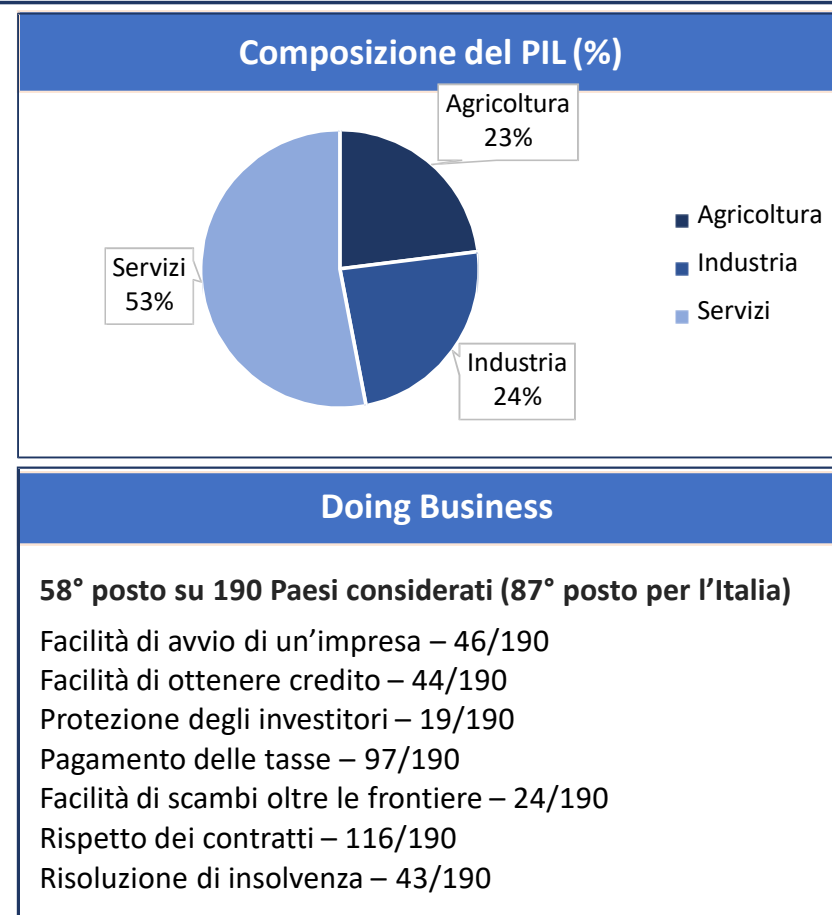 Composizione del PIL (%)
Agricoltura
23%
Servizi
53%
Industria
24%
Agricoltura
Industria
Servizi
Doing Business
58° posto su 190 Paesi considerati (87° posto per l’Italia)
Facilità di avvio di un’impresa – 46/190
Facilità di ottenere credito – 44/190
Protezione degli investitori – 19/190
Pagamento delle tasse – 97/190
Facilità di scambi oltre le frontiere – 24/190
Rispetto dei contratti – 116/190
Risoluzione di insolvenza – 43/190